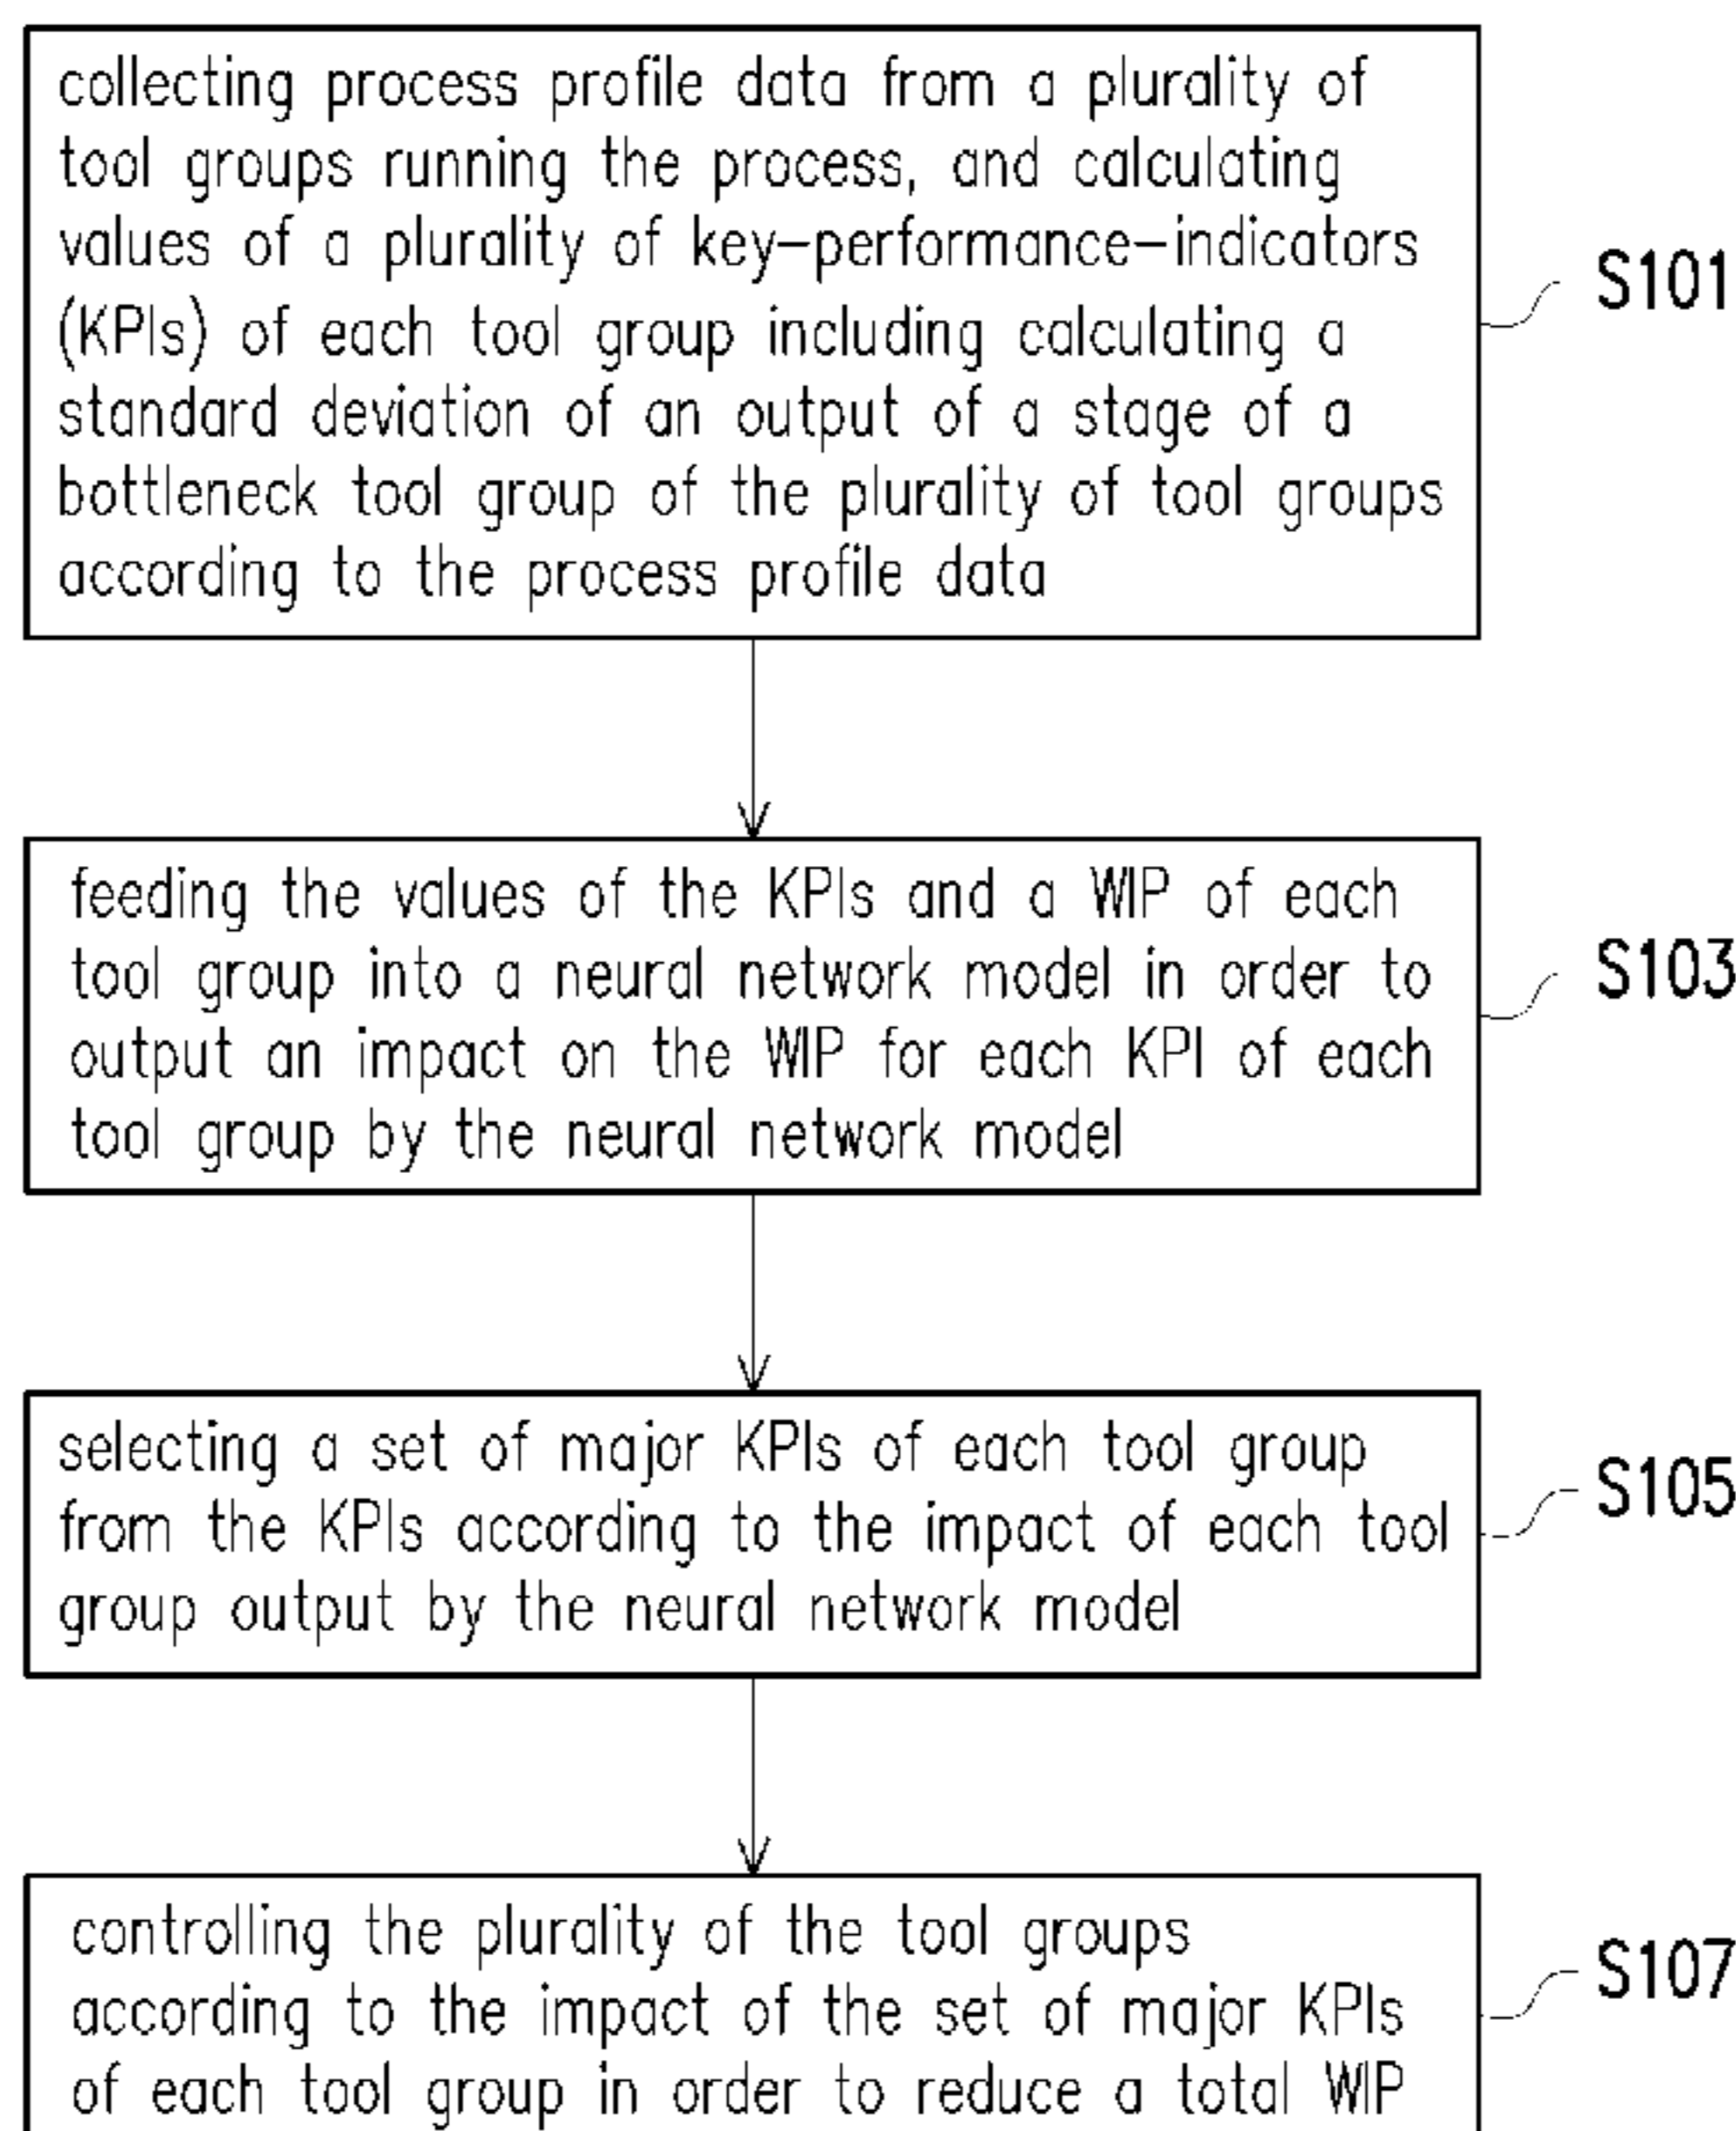 collecting process profile data from a plurality of
tool groups running the process, and calculating
values of a plurality of key-performance-indicators
(KPIs) of each tool group including calculating a
standard deviation of an output of a stage of a
bottleneck tool group of the plurality of tool groups
according to the process profile data
S101
feeding the values of the KPIs and a WIP of each
tool group into a neural network model in order to
output an impact on the WIP for each KPI of each
tool group by the neural network model
S103
selecting a set of major KPIs of each tool group
from the KPIs according to the impact of each tool
group output by the neural network model
S105
controlling the plurality of the tool groups
according to the impact of the set of major KPIs
of each tool group in order to reduce a total WIP
S107